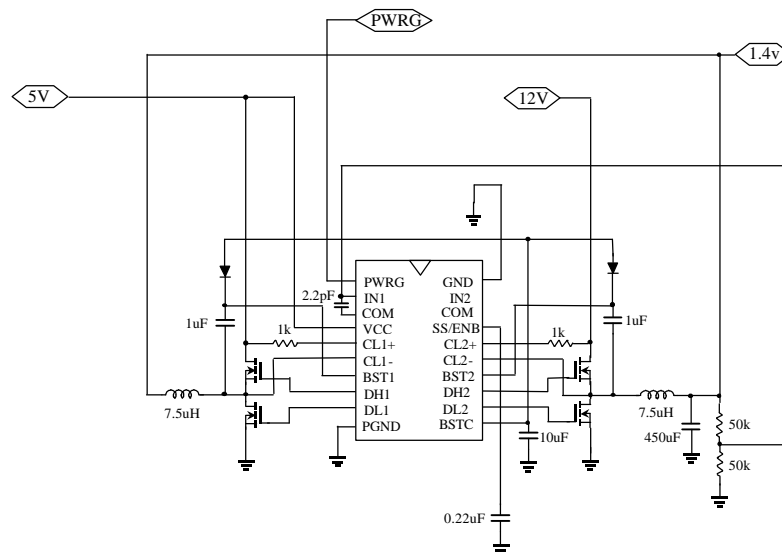 PWRG
1.4v
5V
12V
PWRG
IN1
COM
VCC
CL1+
CL1-
BST1
DH1
DL1
PGND
GND
IN2
COM
SS/ENB
CL2+
CL2-
BST2
DH2
DL2
BSTC
2.2pF
1uF
1k
1k
1uF
7.5uH
7.5uH
450uF
50k
50k
10uF
0.22uF